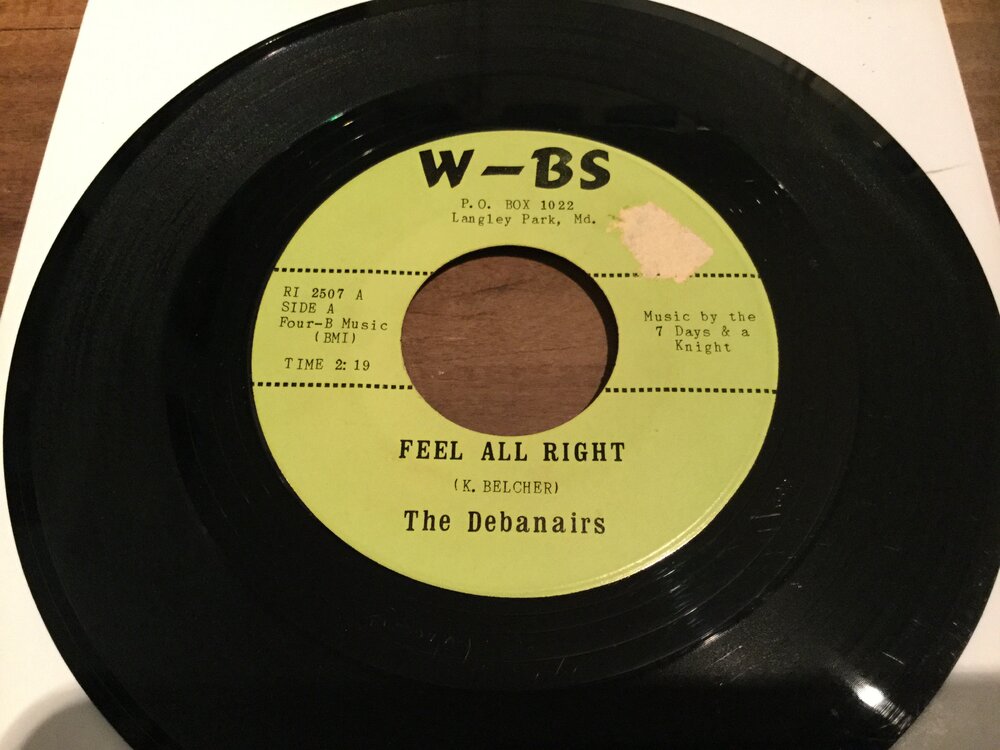 W-BS
P.O. BOX 1022
Langley Park, Md.
RI 2507 A
SIDE A
Four-B Music
(BMI)
TIME 2:19
Music by the
7 Days & a
Knight
FEEL ALL RIGHT
(K. BELCHER)
The Debanairs